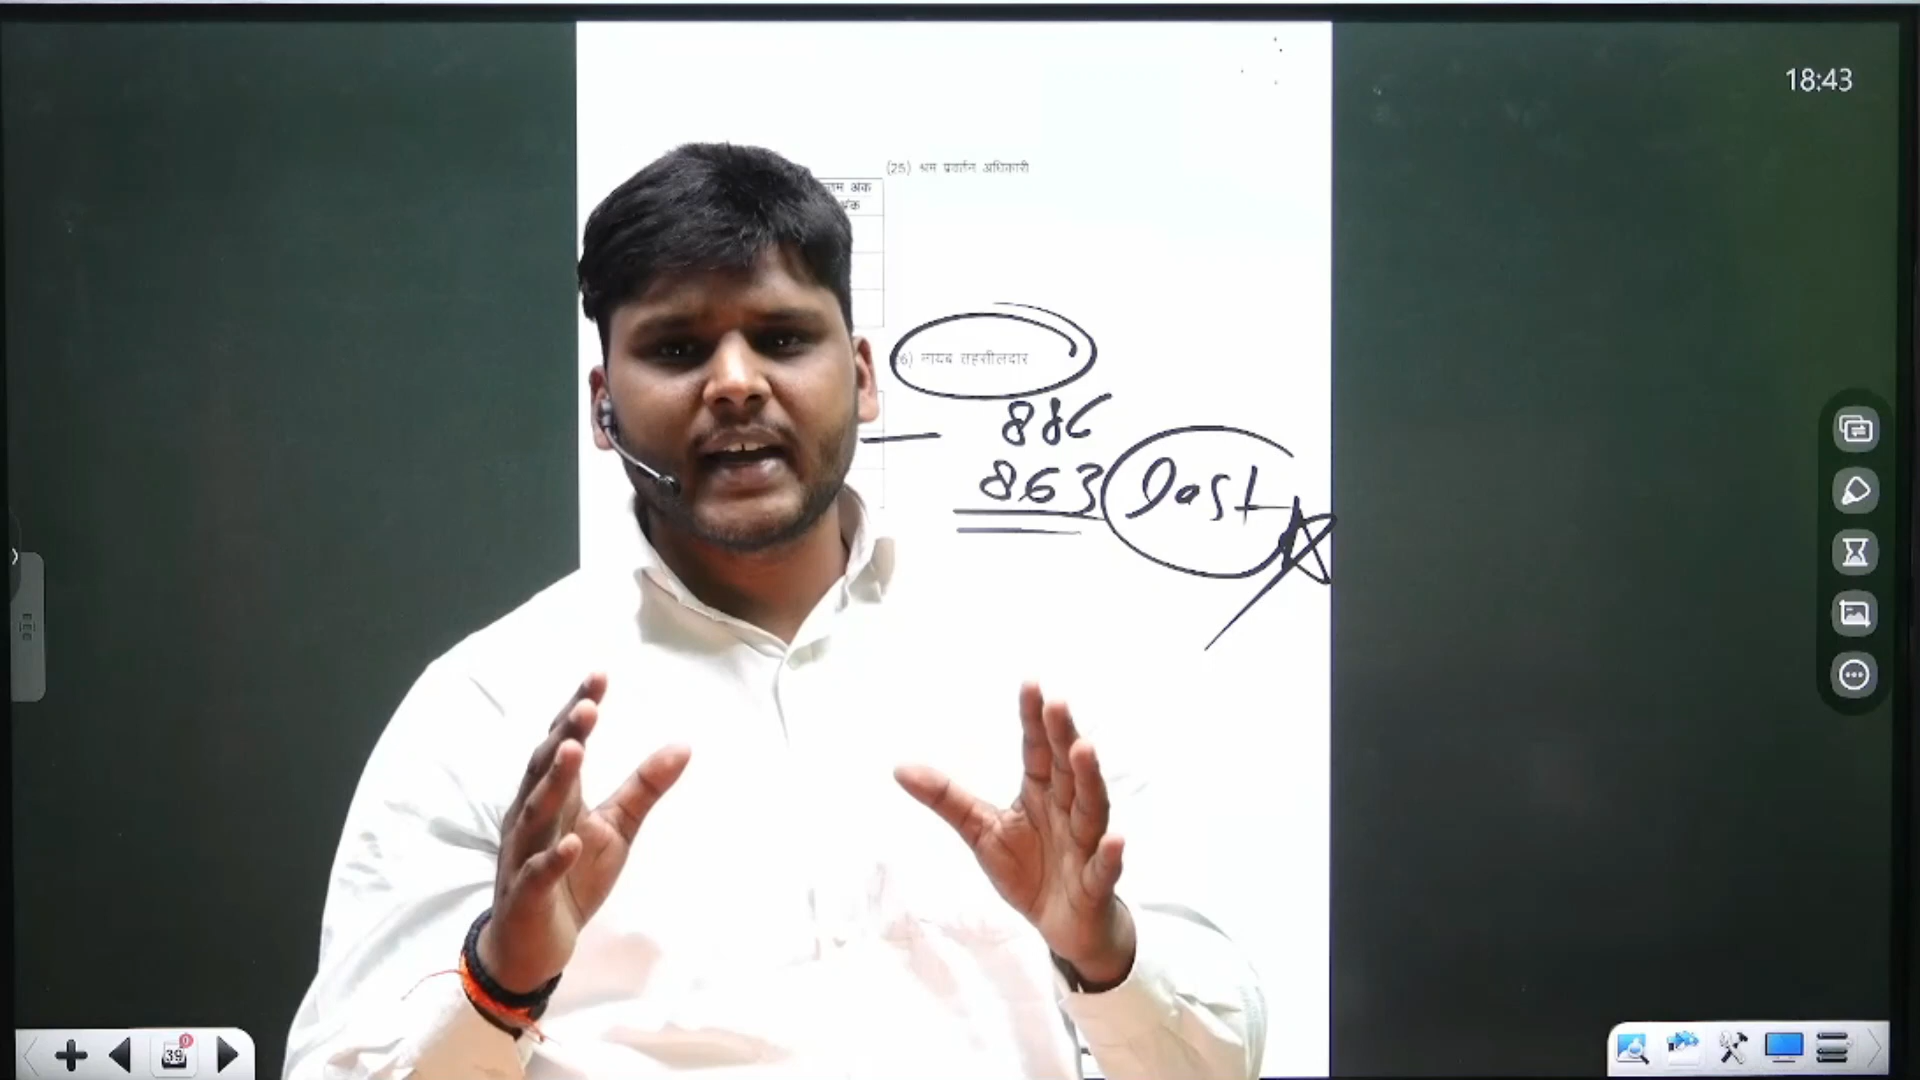 18:43
(25) श्रम प्रवर्तन अधिकारी
अंक
अंक
6) नायब तहसीलदार
886
863 Last
39